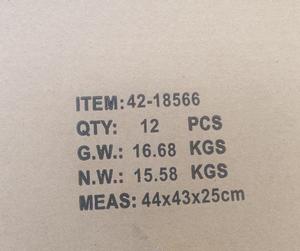 ITEM: 42-18566
QTY: 12 PCS
G.W.: 16.68 KGS
N.W.: 15.58 KGS
MEAS: 44x43x25cm